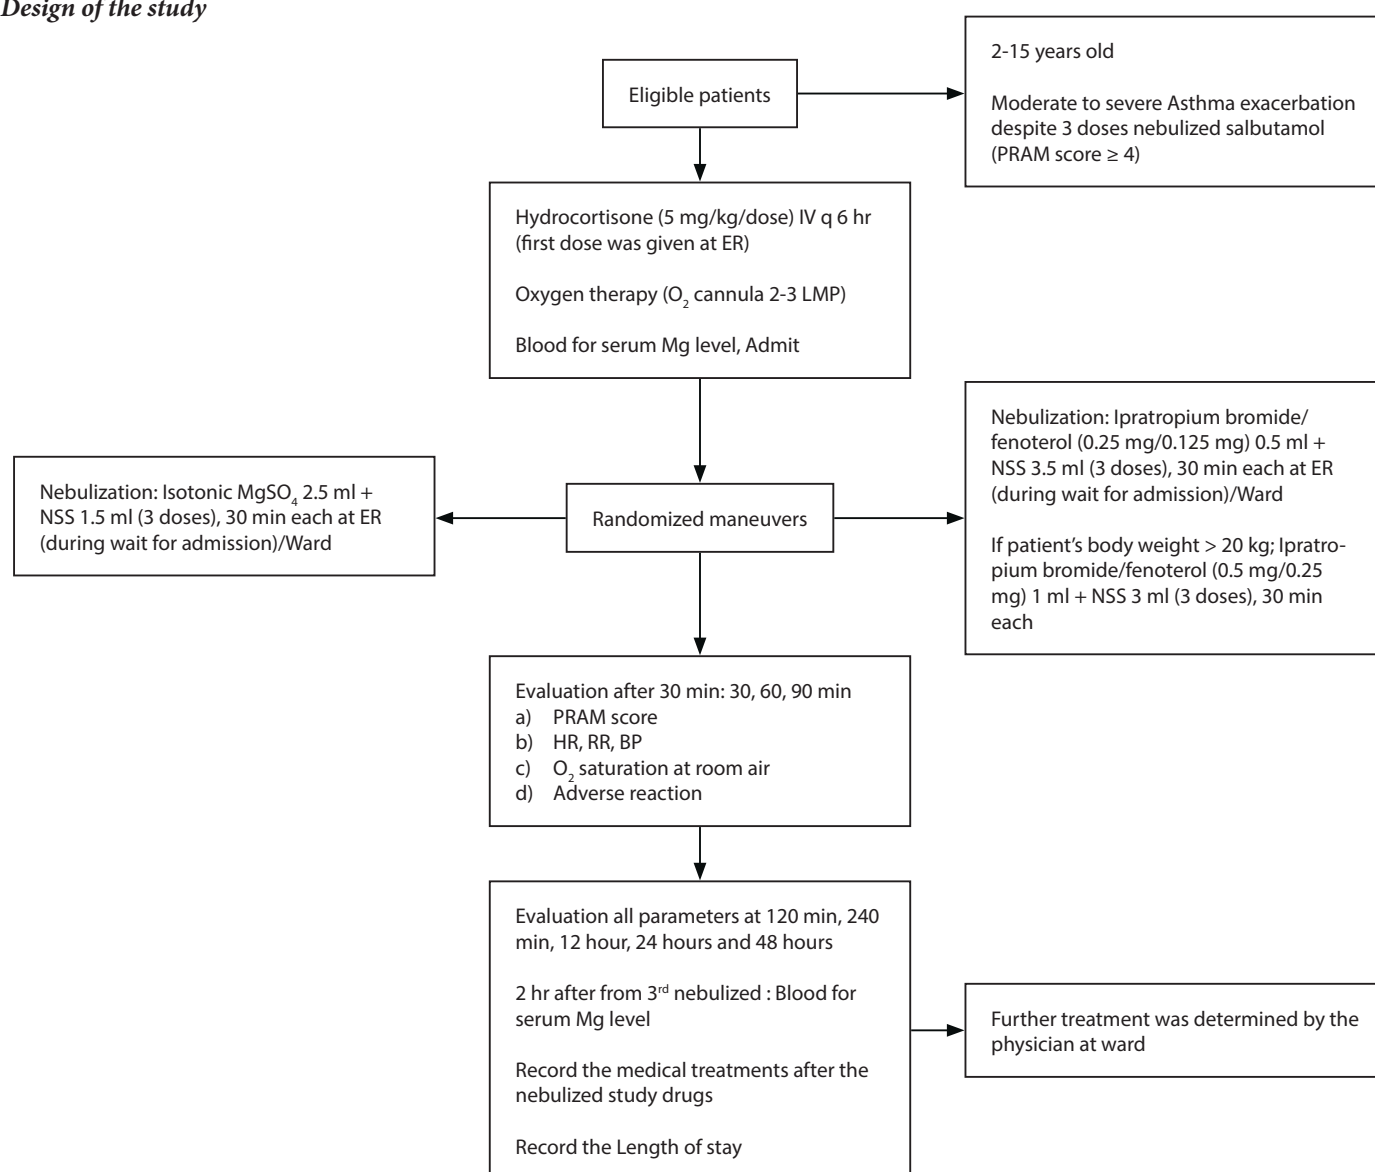 Design of the study
Eligible patients
2-15 years old
Moderate to severe Asthma exacerbation
despite 3 doses nebulized salbutamol
(PRAM score ≥ 4)
Hydrocortisone (5 mg/kg/dose) IV q 6 hr
(first dose was given at ER)
Oxygen therapy (O₂ cannula 2-3 LMP)
Blood for serum Mg level, Admit
Nebulization: Isotonic MgSO₄ 2.5 ml +
NSS 1.5 ml (3 doses), 30 min each at ER
(during wait for admission)/Ward
Randomized maneuvers
Nebulization: Ipratropium bromide/
fenoterol (0.25 mg/0.125 mg) 0.5 ml +
NSS 3.5 ml (3 doses), 30 min each at ER
(during wait for admission)/Ward
If patient's body weight > 20 kg; Ipratro-
pium bromide/fenoterol (0.5 mg/0.25
mg) 1 ml + NSS 3 ml (3 doses), 30 min
each
Evaluation after 30 min: 30, 60, 90 min
a) PRAM score
b) HR, RR, BP
c) O₂ saturation at room air
d) Adverse reaction
Evaluation all parameters at 120 min, 240
min, 12 hour, 24 hours and 48 hours
2 hr after from 3ʳᵈ nebulized : Blood for
serum Mg level
Record the medical treatments after the
nebulized study drugs
Record the Length of stay
Further treatment was determined by the
physician at ward